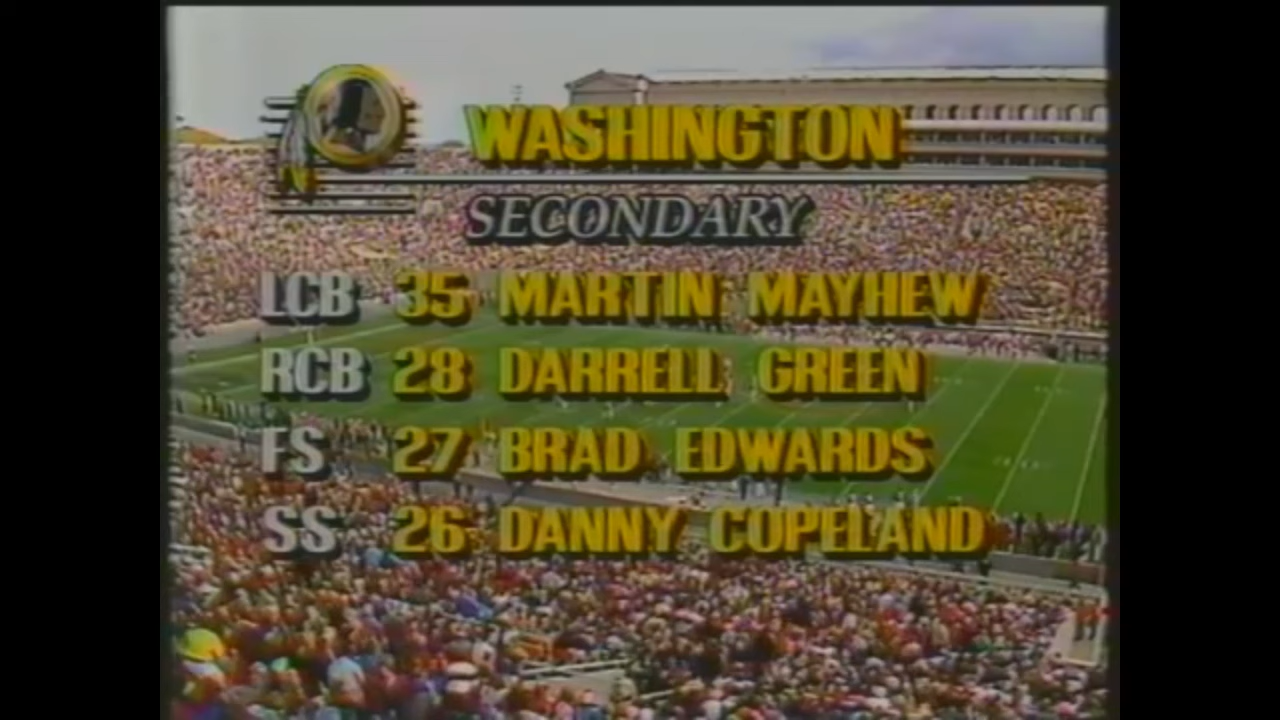 WASHINGTON
SECONDARY
LCB 35 MARTIN MAYHEW
RCB 28 DARRELL GREEN
FS 27 BRAD EDWARDS
SS 26 DANNY COPELAND